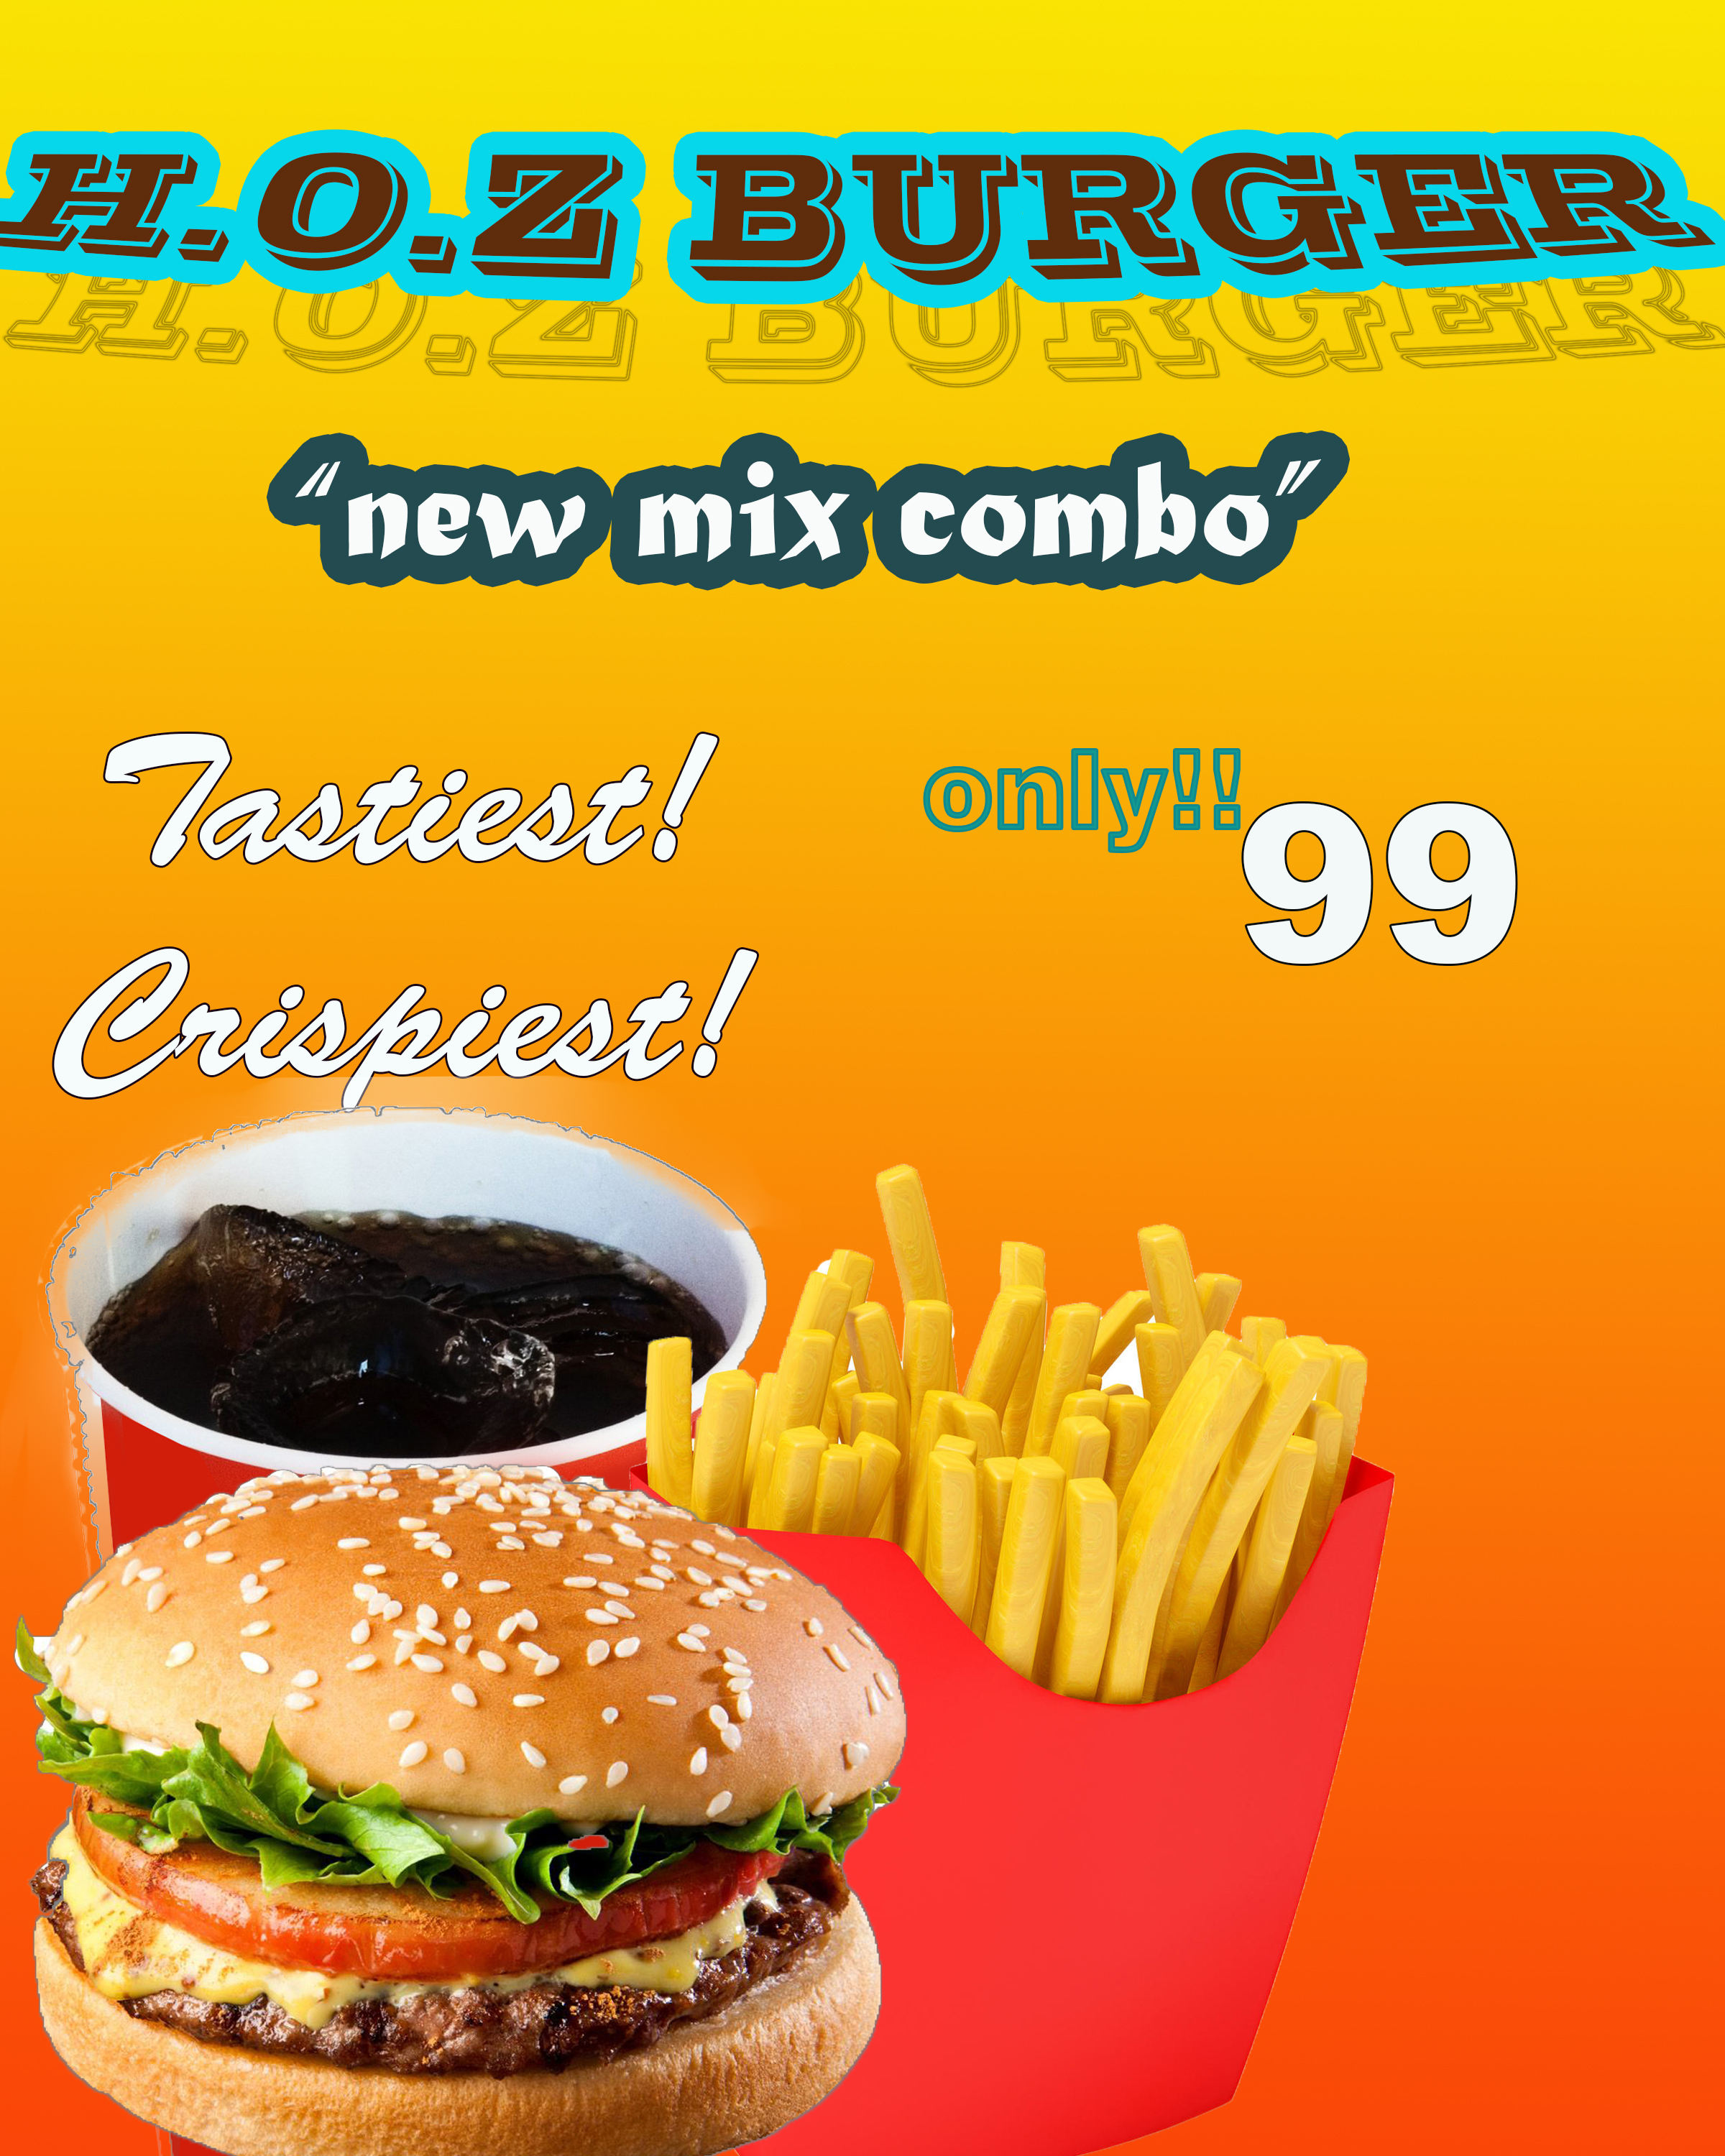 H.O.Z BURGER
H.O.Z BURGER
“new mix combo”
Tastiest!
only!!
99
Crispiest!